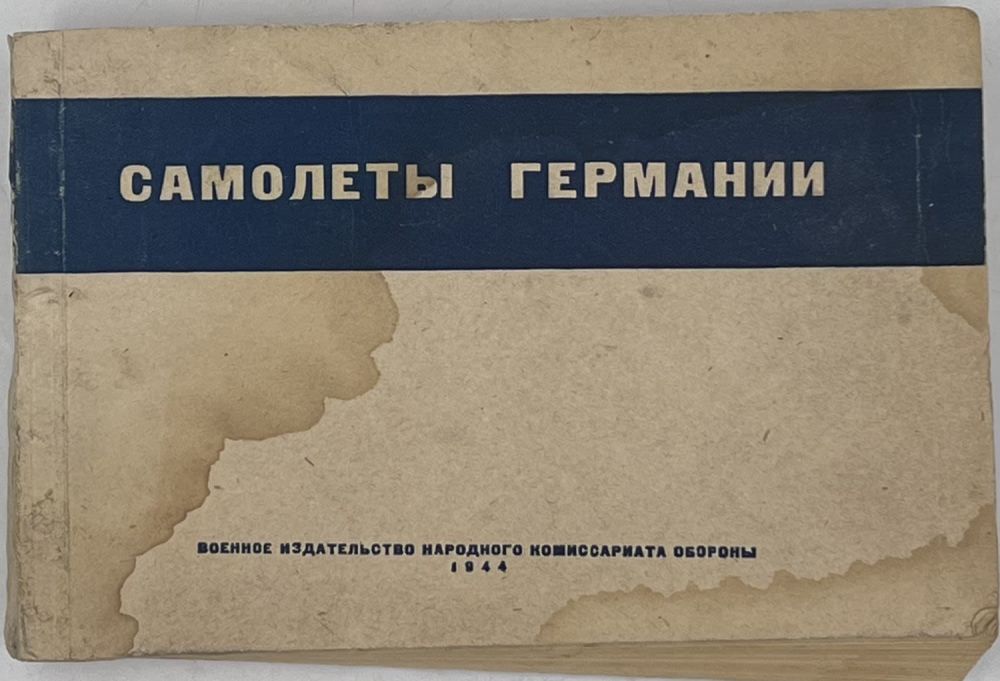 САМОЛЕТЫ ГЕРМАНИИ
ВОЕННОЕ ИЗДАТЕЛЬСТВО НАРОДНОГО КОМИССАРИАТА ОБОРОНЫ
1944